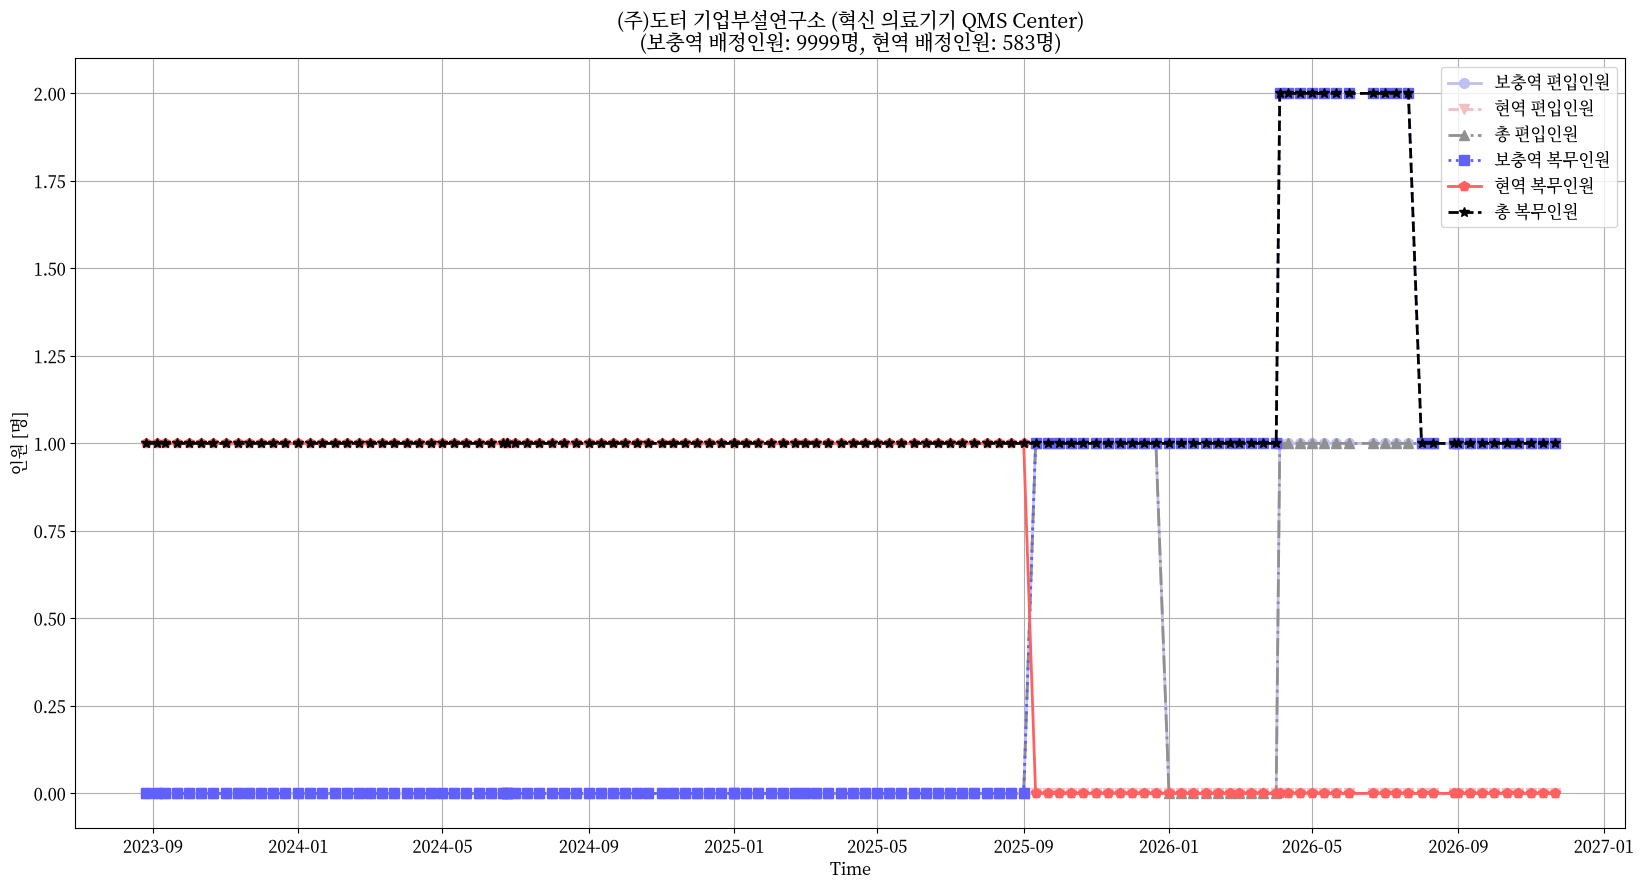 (주)도터 기업부설연구소 (혁신 의료기기 QMS Center)
(보충역 배정인원: 9999명, 현역 배정인원: 583명)
보충역 편입인원
현역 편입인원
총 편입인원
보충역 복무인원
현역 복무인원
총 복무인원
인원 [명]
2.00
1.75
1.50
1.25
1.00
0.75
0.50
0.25
0.00
2023-09
2024-01
2024-05
2024-09
2025-01
2025-05
2025-09
2026-01
2026-05
2026-09
2027-01
Time